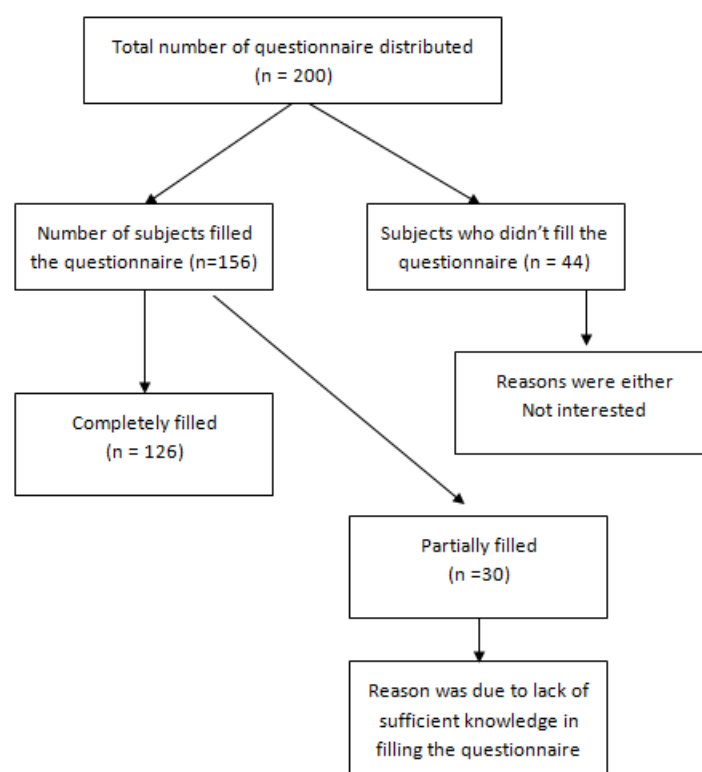 Total number of questionnaire distributed
(n = 200)
Number of subjects filled
the questionnaire (n=156)
Subjects who didn’t fill the
questionnaire (n = 44)
Reasons were either
Not interested
Completely filled
(n = 126)
Partially filled
(n =30)
Reason was due to lack of
sufficient knowledge in
filling the questionnaire